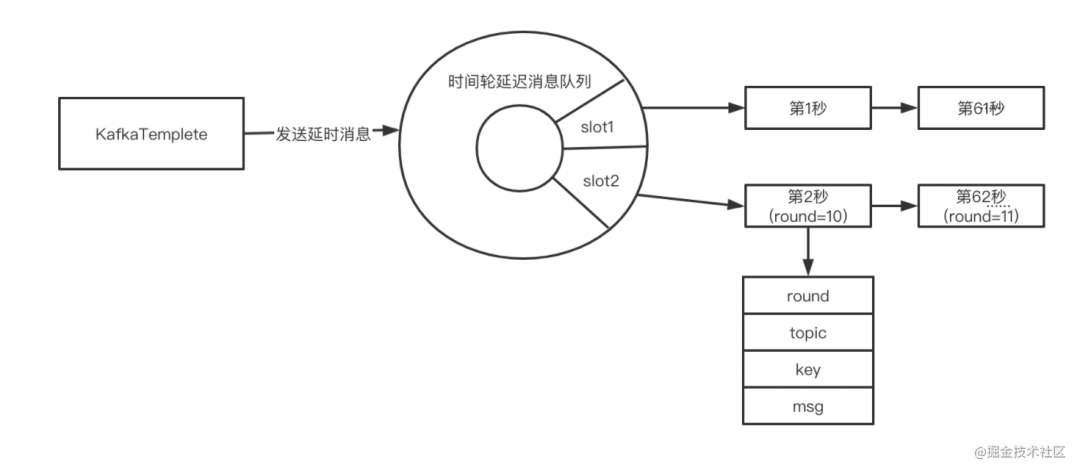 时间轮延迟消息队列
KafkaTemplete
发送延时消息
slot1
slot2
第1秒
第61秒
第2秒
(round=10)
第62秒
(round=11)
round
topic
key
msg
@掘金技术社区